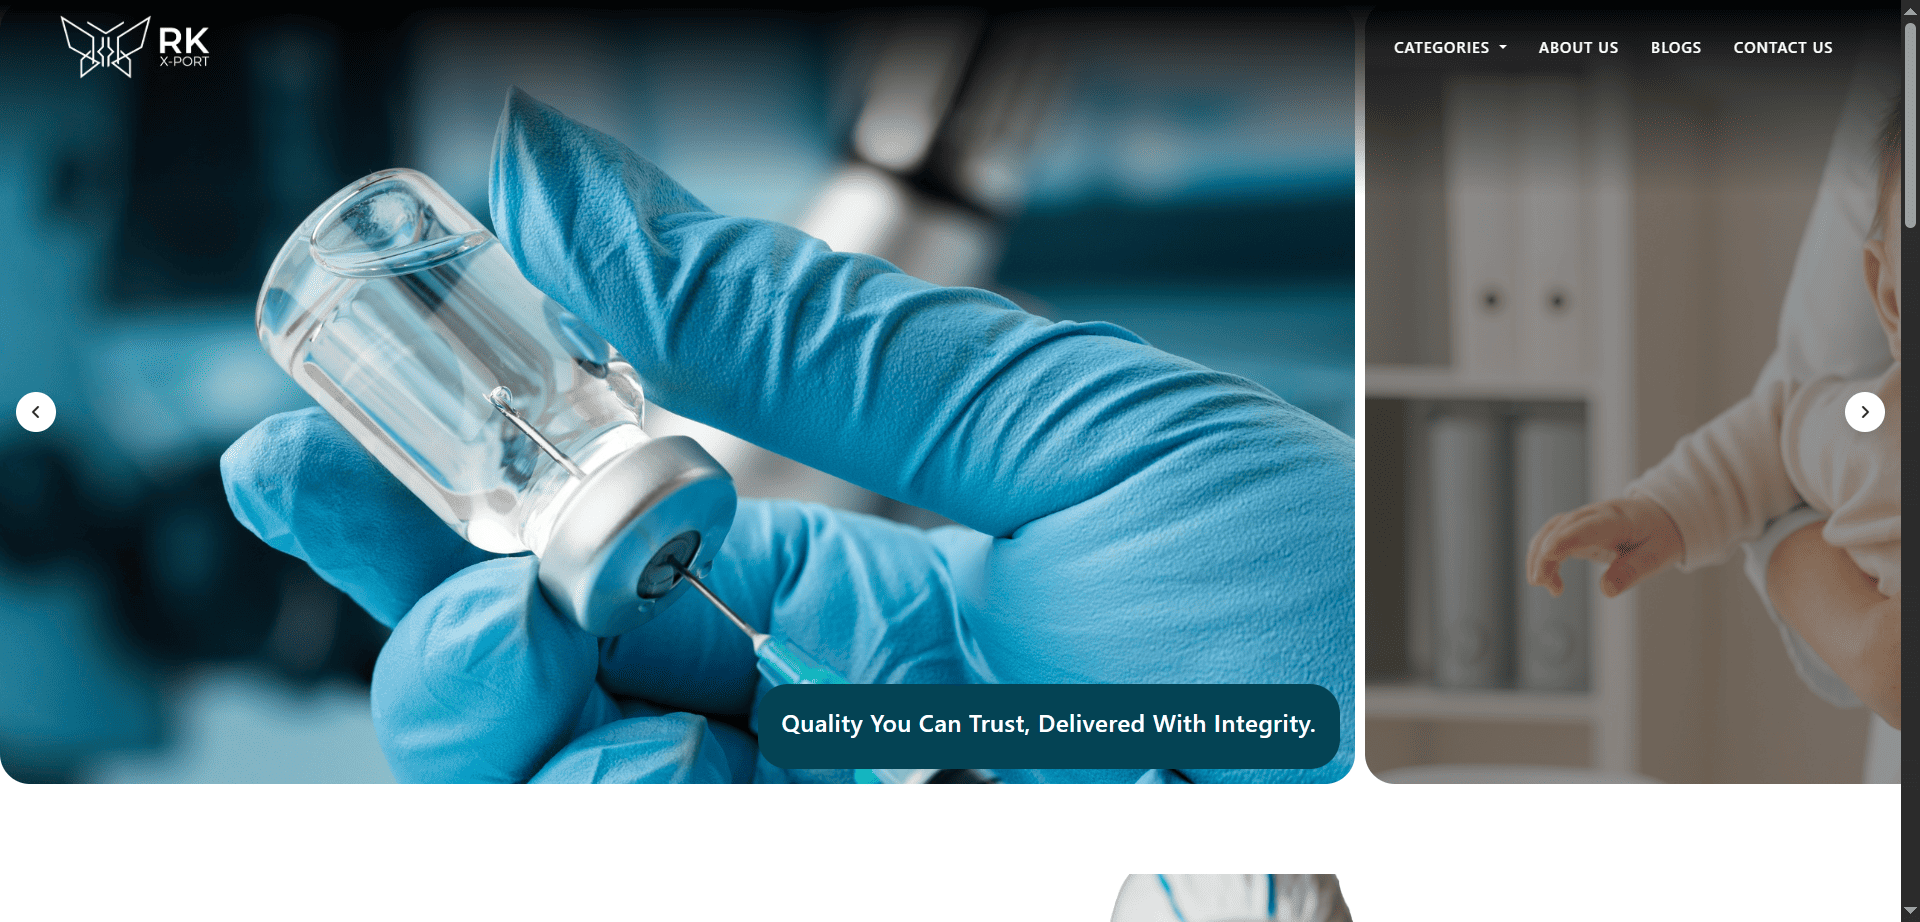 RK
X-PORT
CATEGORIES
ABOUT US
BLOGS
CONTACT US
Quality You Can Trust, Delivered With Integrity.